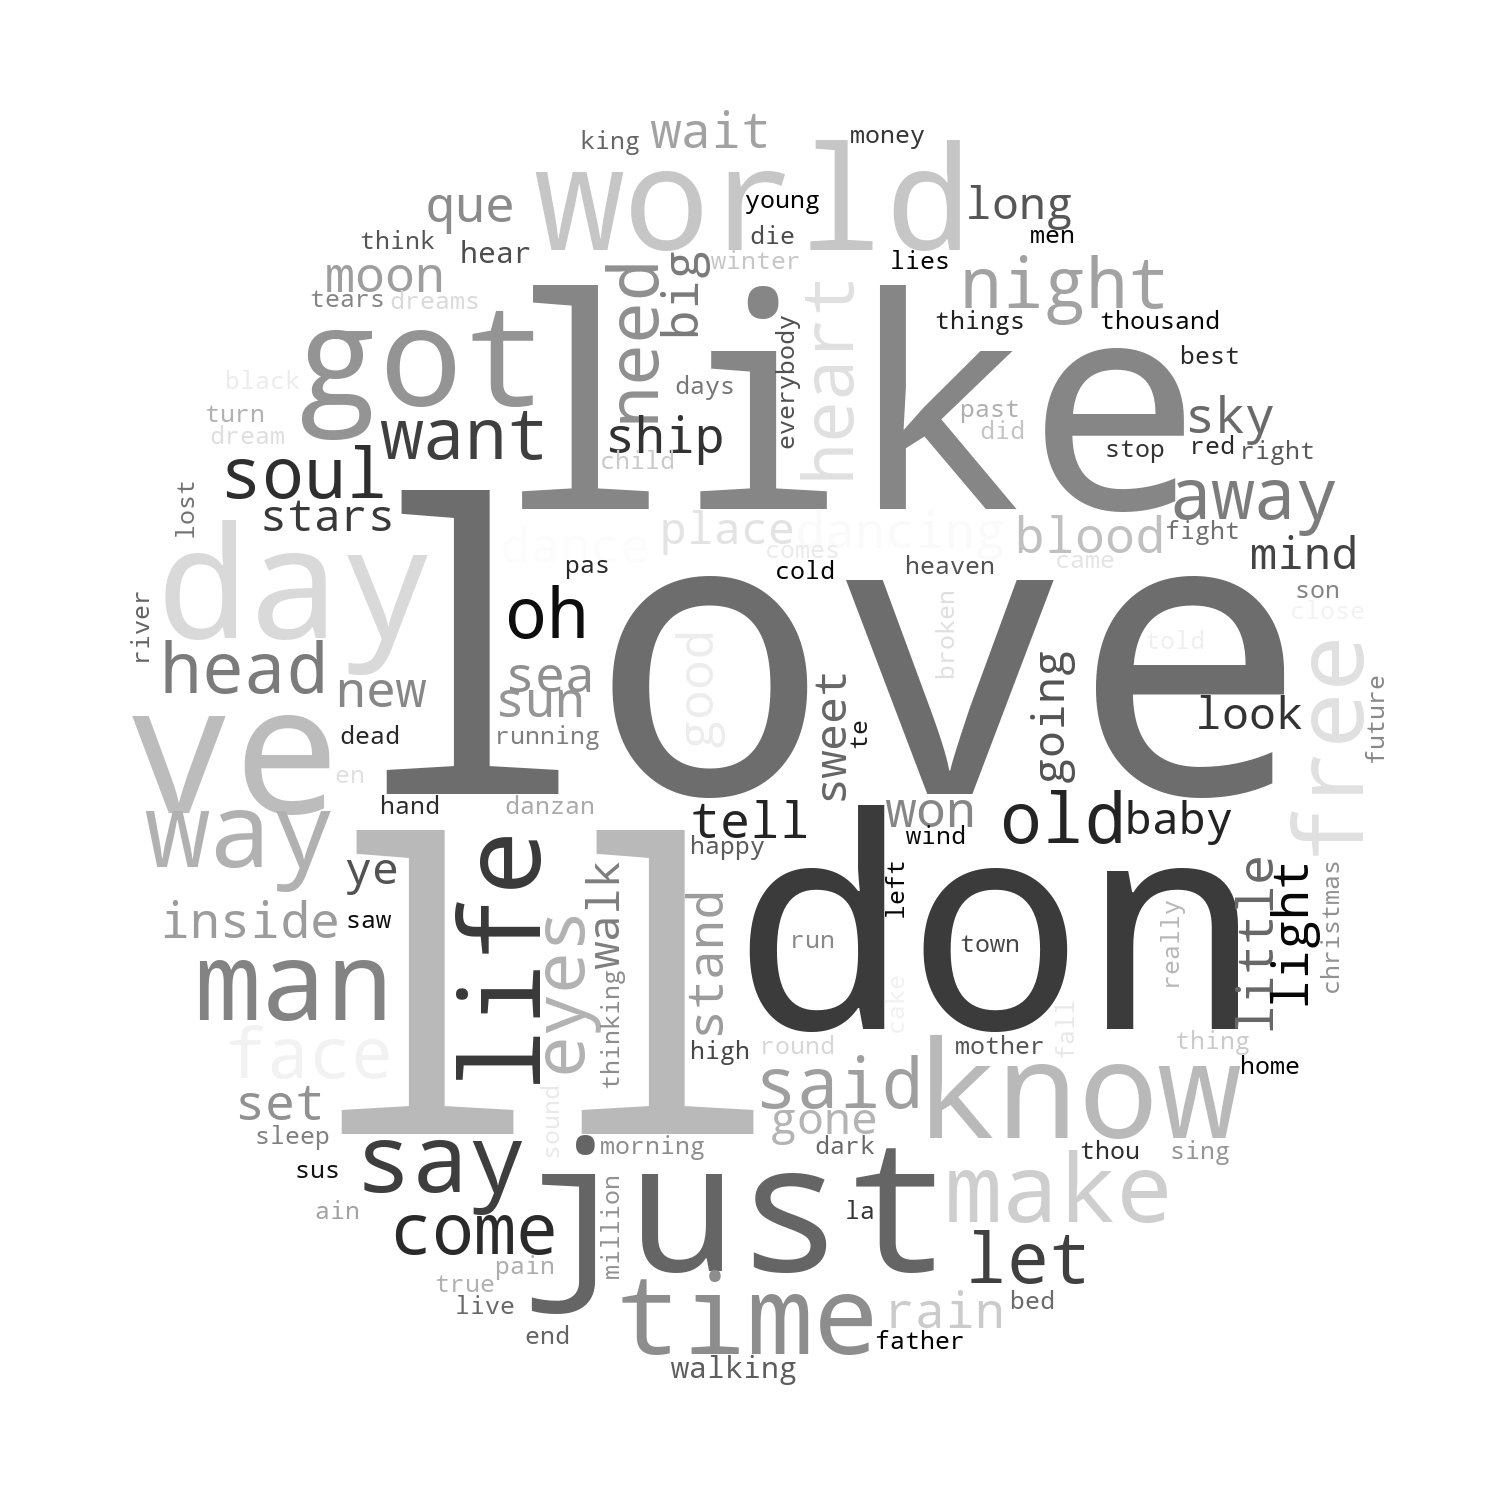 king
wait
money
world
que
young
long
think
hear
die
men
moon
big
winter
lies
night
tears
dreams
need
heart
like
got
everybody
things
thousand
black
days
best
turn
want
ship
past
sky
dream
child
did
stop
red
right
soul
lost
stars
away
day
dance
place
dancing
comes
blood
fight
came
mind
pas
cold
heaven
love
river
oh
good
broken
son
close
told
head
new
sea
sun
sweet
going
look
free
future
ve
dead
running
te
en
hand
danzan
tell
won
old
baby
way
life
ll
happy
wind
don
ye
walk
left
little
light
christmas
inside
saw
eyes
stand
run
town
really
man
thinking
cake
fall
face
high
round
mother
thing
home
set
sound
said
know
sleep
gone
say
morning
dark
thou
sing
sus
just
make
ain
come
million
la
pain
let
true
live
time
rain
bed
end
father
walking